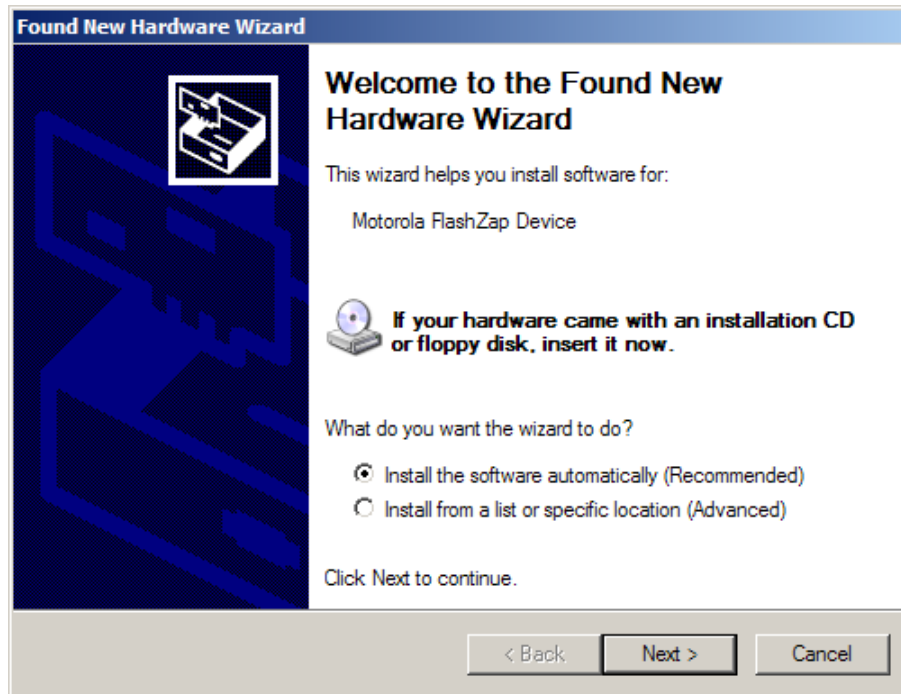 Found New Hardware Wizard
Welcome to the Found New
Hardware Wizard
This wizard helps you install software for:
Motorola FlashZap Device
If your hardware came with an installation CD
or floppy disk, insert it now.
What do you want the wizard to do?
Install the software automatically (Recommended)
Install from a list or specific location (Advanced)
Click Next to continue.
< Back
Next >
Cancel